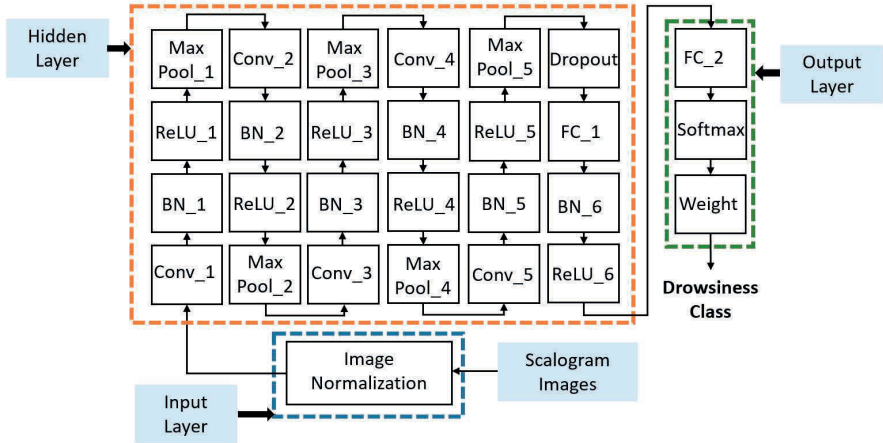 Hidden
Layer
Max
Pool_1
Conv_2
Max
Pool_3
Conv_4
Max
Pool_5
Dropout
FC_2
Output
Layer
ReLU_1
BN_2
ReLU_3
BN_4
ReLU_5
FC_1
Softmax
BN_1
ReLU_2
BN_3
ReLU_4
BN_5
BN_6
Weight
Conv_1
Max
Pool_2
Conv_3
Max
Pool_4
Conv_5
ReLU_6
Drowsiness
Class
Image
Normalization
Scalogram
Images
Input
Layer